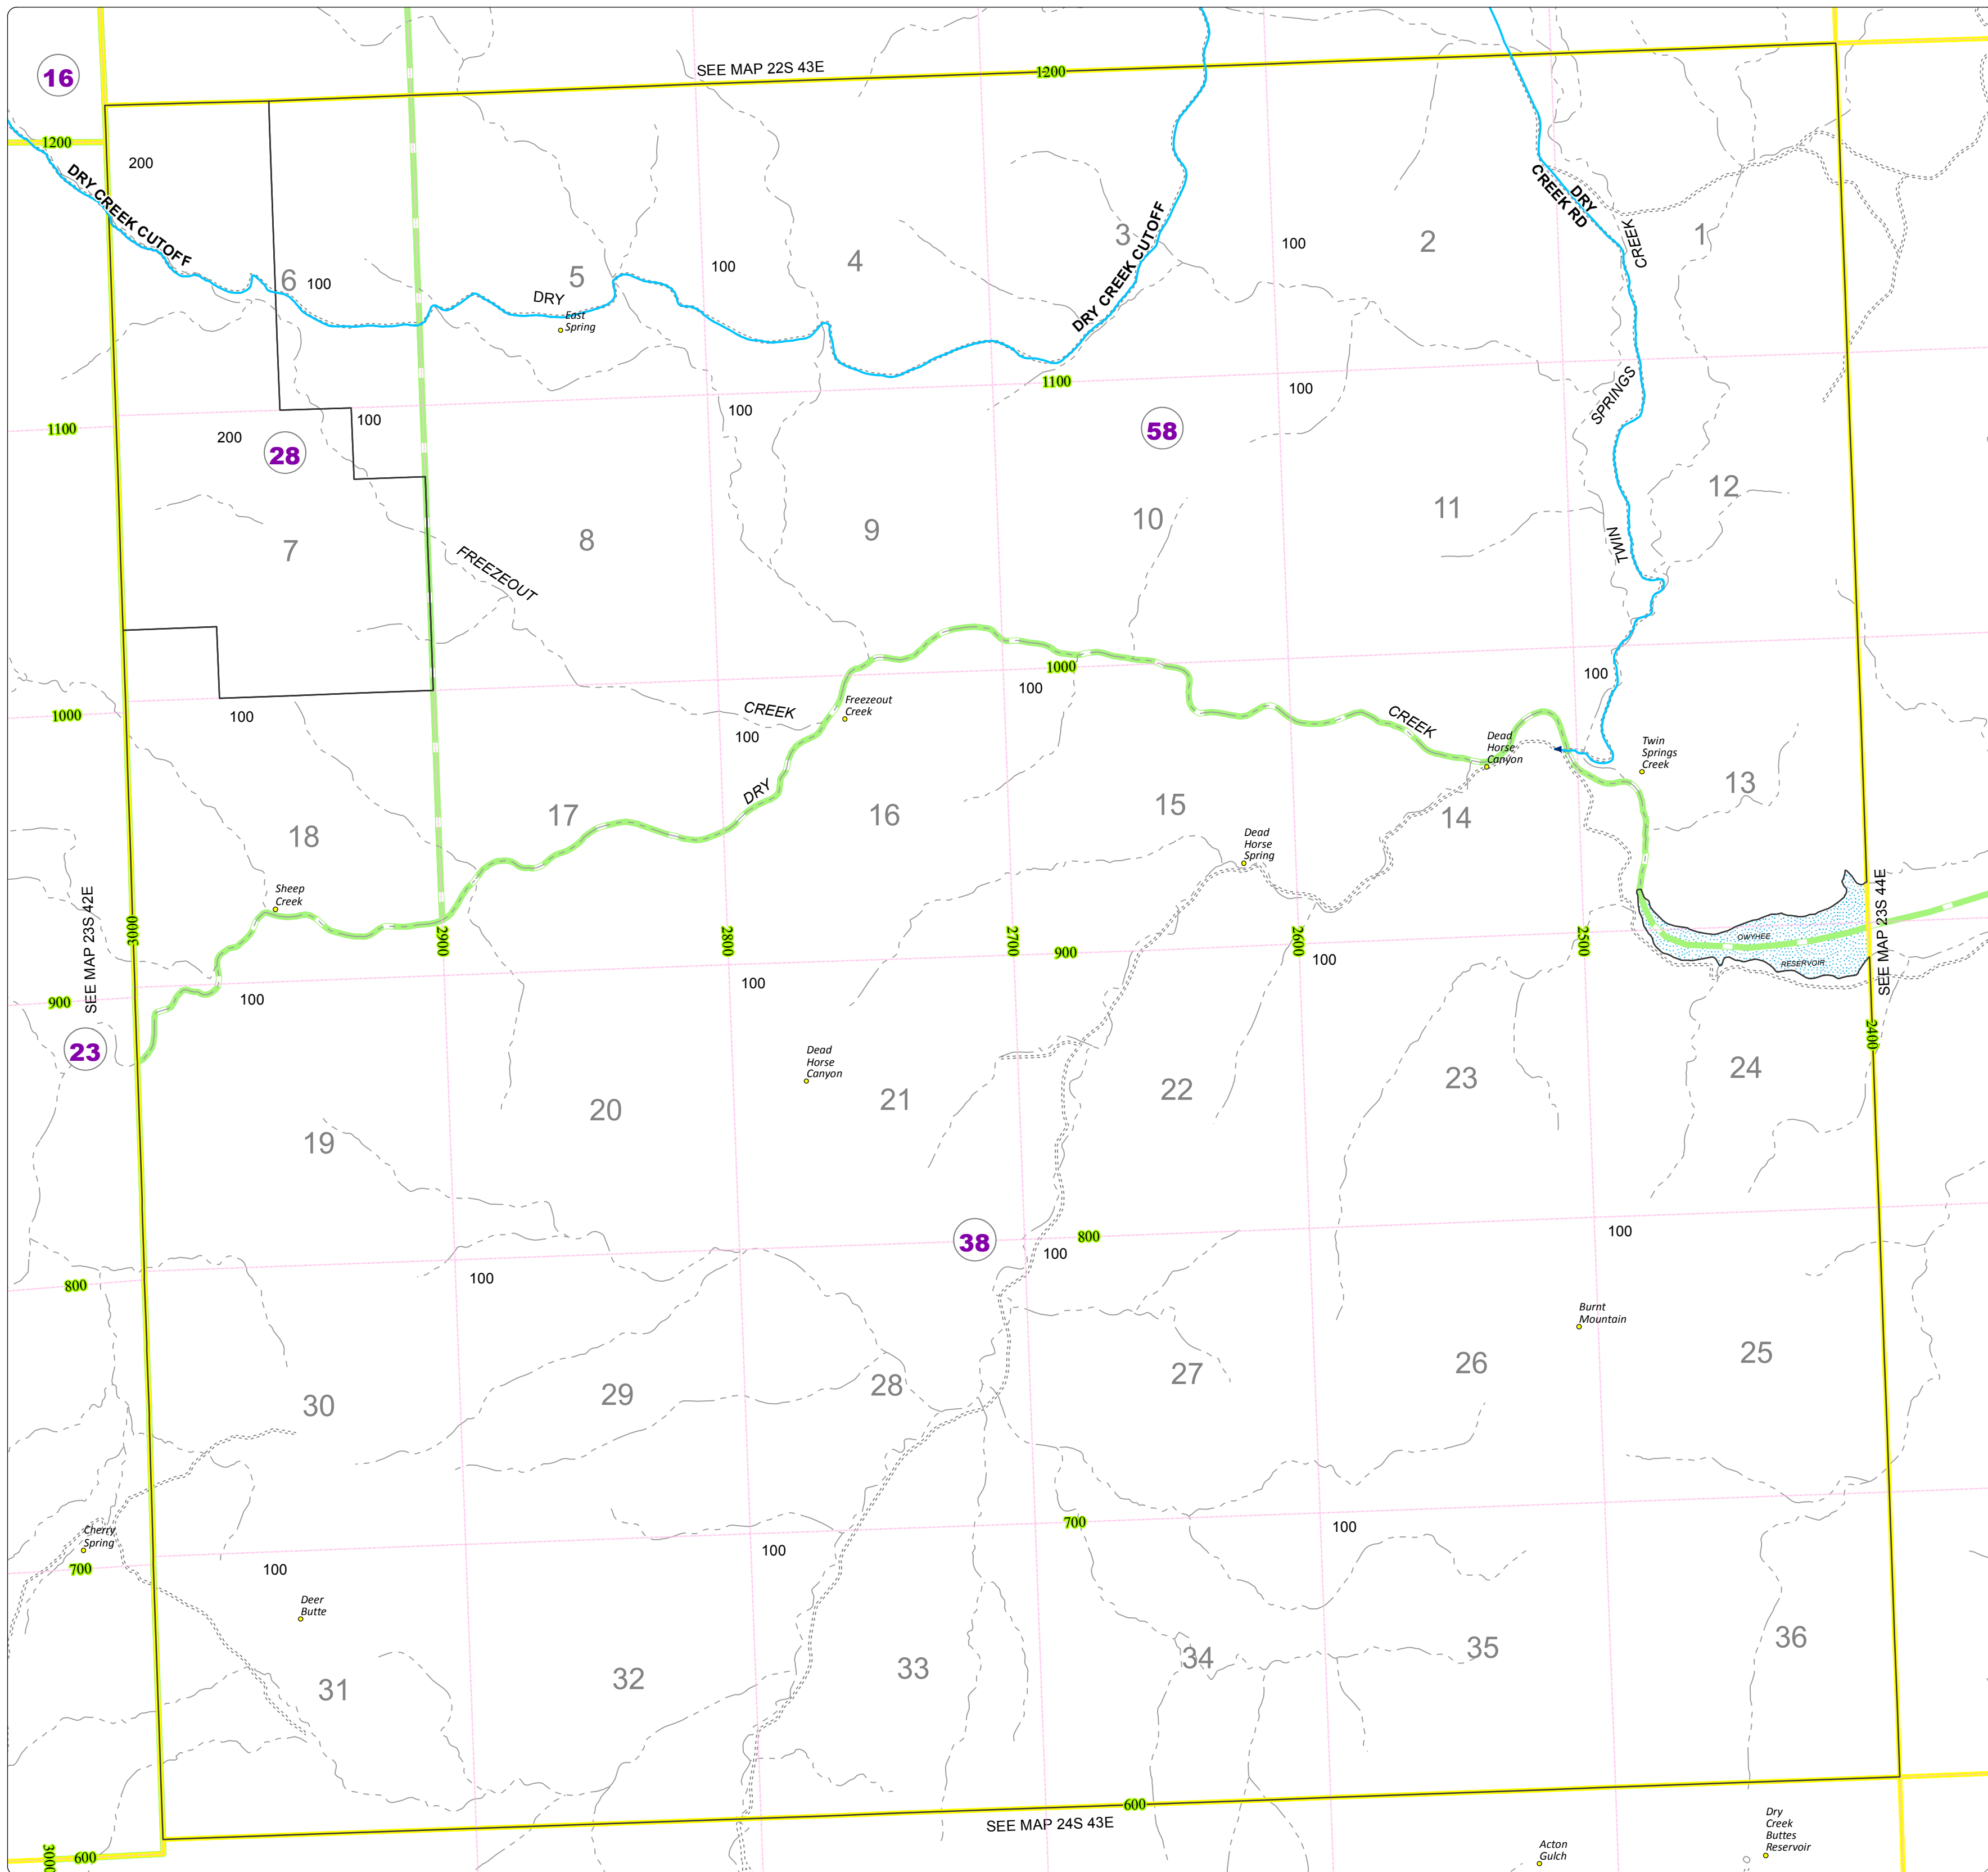 16
SEE MAP 22S 43E
1200
1200
200
DRY CREEK CUTOFF
DRY
CREEK RD
CREEK
1
2
3
4
5
6
100
100
100
DRY
East
Spring
DRY CREEK CUTOFF
SPRINGS
1100
1100
100
100
100
200
28
58
TWIN
7
8
9
10
11
12
FREEZEOUT
CREEK
1000
1000
100
100
100
100
Freezeout
Creek
CREEK
Dead
Horse
Canyon
Twin
Springs
Creek
DRY
18
17
16
15
14
13
Dead
Horse
Spring
Sheep
Creek
SEE MAP 23S 42E
3000
2900
2800
2700
2600
2500
2400
SEE MAP 23S 44E
OWYHEE
RESERVOIR
900
900
100
100
100
23
Dead
Horse
Canyon
19
20
21
22
23
24
38
800
800
100
100
100
Burnt
Mountain
30
29
28
27
26
25
Cherry
Spring
700
700
100
100
100
Deer
Butte
31
32
33
34
35
36
600
600
3000
SEE MAP 24S 43E
Acton
Gulch
Dry
Creek
Buttes
Reservoir